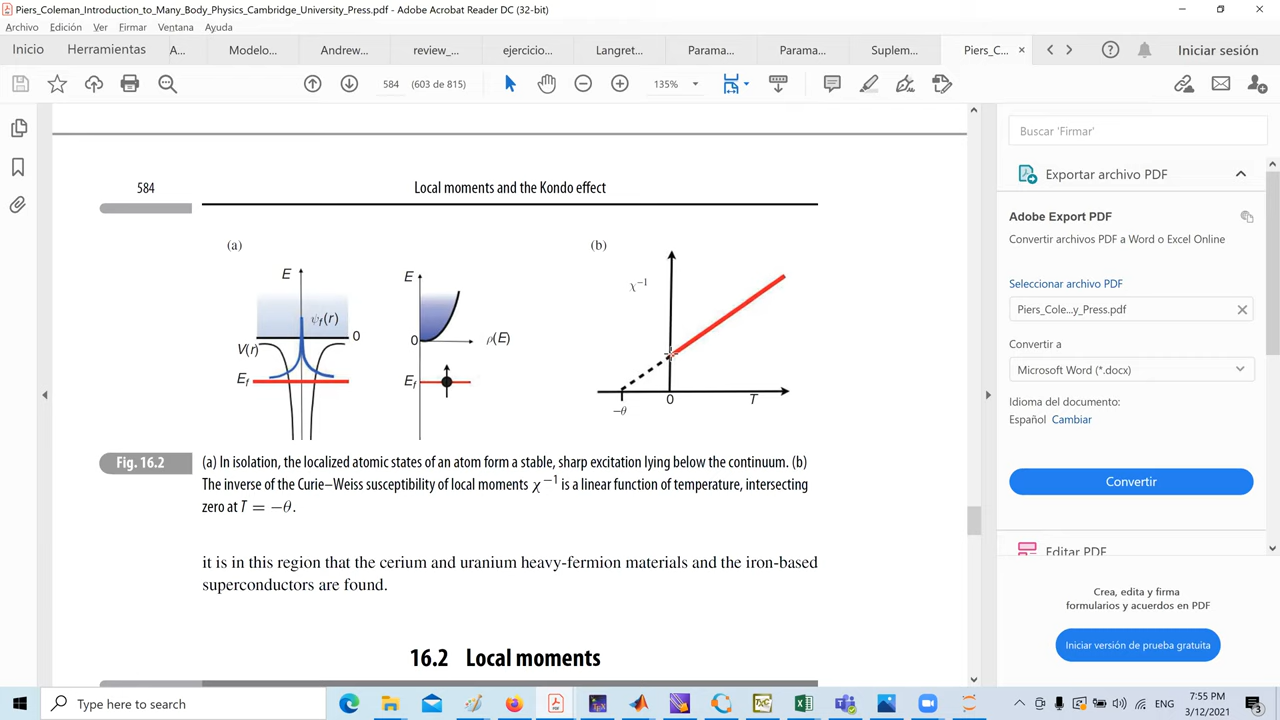 Piers_Coleman_Introduction_to_Many_Body_Physics_Cambridge_University_Press.pdf - Adobe Acrobat Reader DC (32-bit)
Archivo Edición Ver Firmar Ventana Ayuda
Inicio Herramientas A... Modelo... Andrew... review_... ejercicio... Langret... Parama... Parama... Suplem... Piers_C... Iniciar sesión
584 (603 de 815) 135%
Buscar 'Firmar'
Exportar archivo PDF
Adobe Export PDF
Convertir archivos PDF a Word o Excel Online
Seleccionar archivo PDF
Piers_Cole...y_Press.pdf
Convertir a
Microsoft Word (*.docx)
Idioma del documento:
Español Cambiar
Convertir
Editar PDF
Crea, edita y firma
formularios y acuerdos en PDF
Iniciar versión de prueba gratuita
584 Local moments and the Kondo effect
(a)
E
ψf(r)
0
V(r)
Ef
E
0
ρ(E)
Ef
(b)
χ⁻¹
−θ
0
T
Fig. 16.2
(a) In isolation, the localized atomic states of an atom form a stable, sharp excitation lying below the continuum. (b)
The inverse of the Curie–Weiss susceptibility of local moments χ⁻¹ is a linear function of temperature, intersecting
zero at T = −θ.
it is in this region that the cerium and uranium heavy-fermion materials and the iron-based
superconductors are found.
16.2 Local moments
Type here to search
ENG
7:55 PM
3/12/2021
3